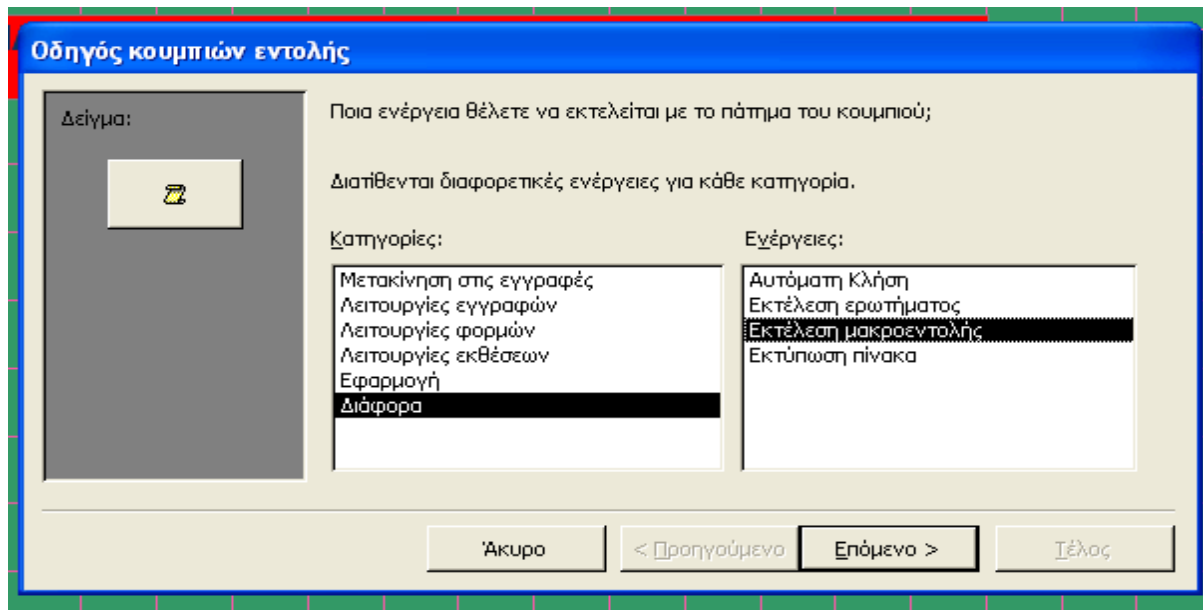 Οδηγός κουμπιών εντολής
Δείγμα:
Ποια ενέργεια θέλετε να εκτελείται με το πάτημα του κουμπιού;
Διατίθενται διαφορετικές ενέργειες για κάθε κατηγορία.
Κατηγορίες:
Μετακίνηση στις εγγραφές
Λειτουργίες εγγραφών
Λειτουργίες φορμών
Λειτουργίες εκθέσεων
Εφαρμογή
Διάφορα
Ενέργειες:
Αυτόματη Κλήση
Εκτέλεση ερωτήματος
Εκτέλεση μακροεντολής
Εκτύπωση πίνακα
Άκυρο
< Προηγούμενο
Επόμενο >
Τέλος